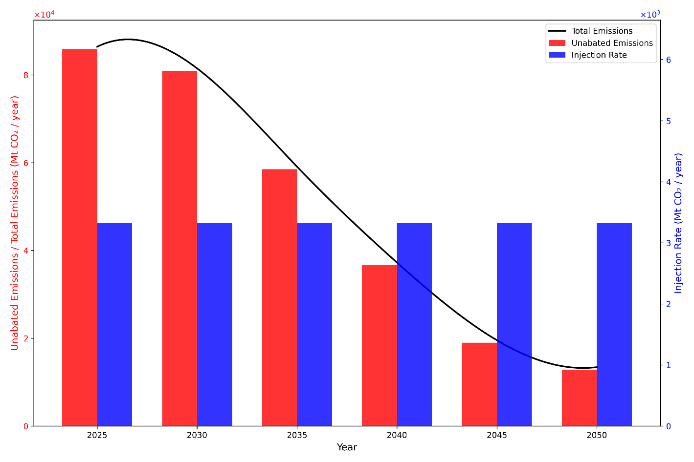 ×10⁴
×10³
Total Emissions
Unabated Emissions
Injection Rate
Unabated Emissions / Total Emissions (Mt CO₂ / year)
8
6
4
2
0
6
5
4
3
2
1
0
Injection Rate (Mt CO₂ / year)
2025 2030 2035 2040 2045 2050
Year